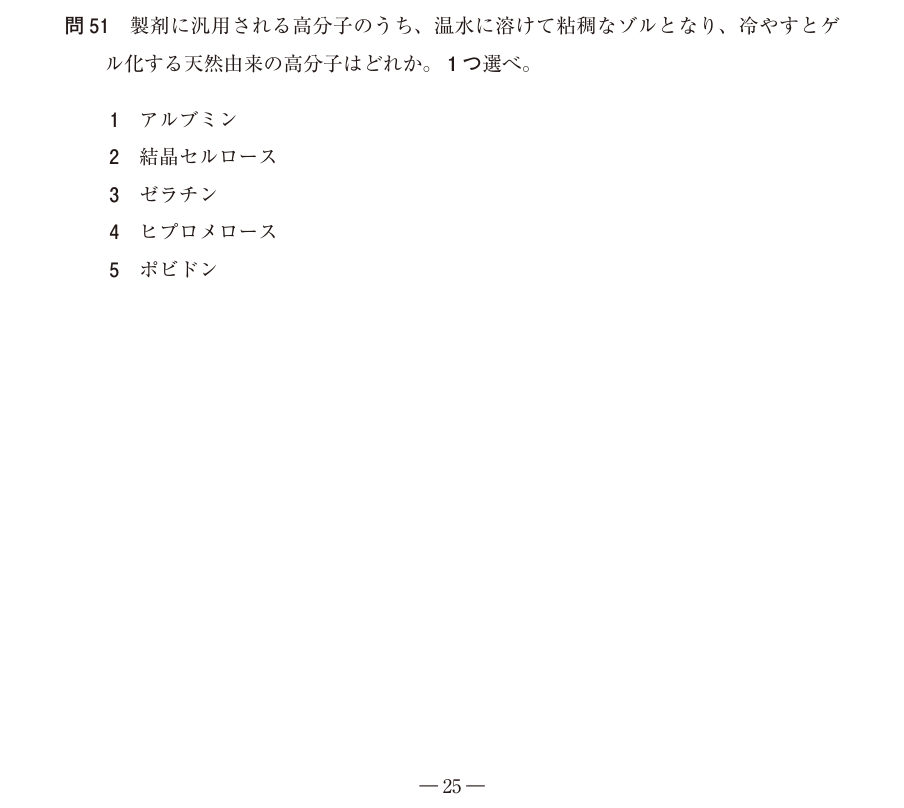 問 51　製剤に汎用される高分子のうち、温水に溶けて粘稠なゾルとなり、冷やすとゲ
ル化する天然由来の高分子はどれか。1つ選べ。
1　アルブミン
2　結晶セルロース
3　ゼラチン
4　ヒプロメロース
5　ポビドン
― 25 ―